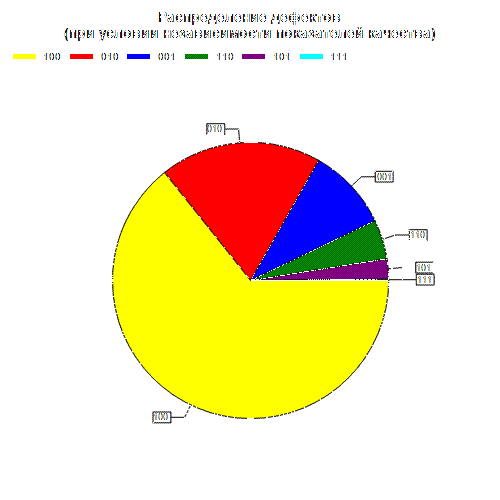 Распределение дефектов
(при условии независимости показателей качества)
100 010 001 110 101 111
010
001
110
101
111
100